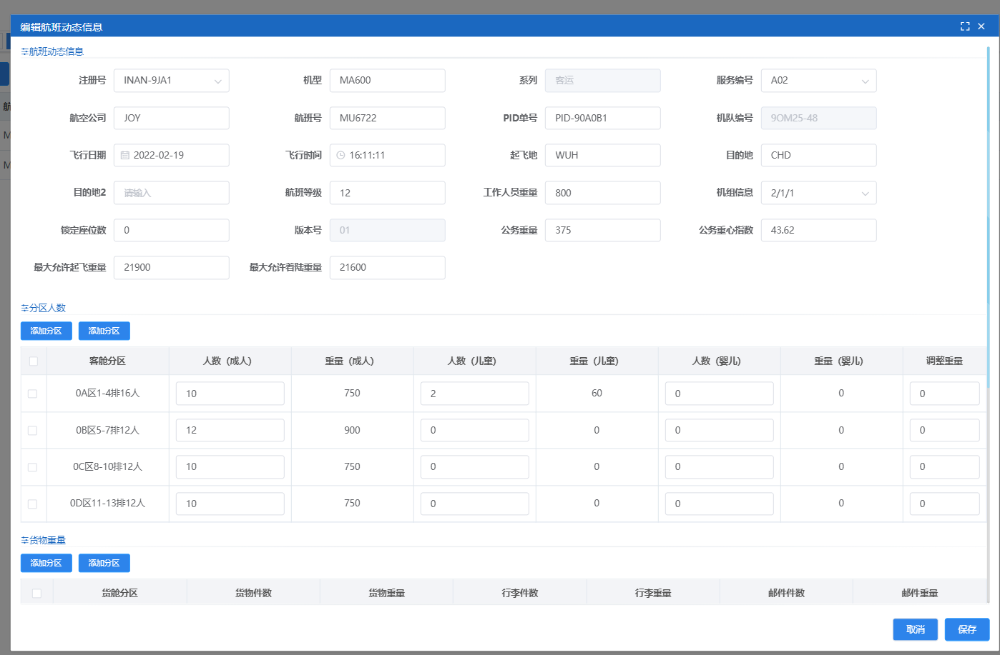 编辑航班动态信息
航班动态信息
注册号 INAN-9JA1 机型 MA600 系列 客运 服务编号 A02
航空公司 JOY 航班号 MU6722 PID单号 PID-90A0B1 机队编号 9OM25-48
飞行日期 2022-02-19 飞行时间 16:11:11 起飞地 WUH 目的地 CHD
目的地2 请输入 航班等级 12 工作人员重量 800 机组信息 2/1/1
锁定座位数 0 版本号 01 公务重量 375 公务重心指数 43.62
最大允许起飞重量 21900 最大允许着陆重量 21600
分区人数
添加分区 添加分区
客舱分区 人数（成人） 重量（成人） 人数（儿童） 重量（儿童） 人数（婴儿） 重量（婴儿） 调整重量
0A区1-4排16人 10 750 2 60 0 0 0
0B区5-7排12人 12 900 0 0 0 0 0
0C区8-10排12人 10 750 0 0 0 0 0
0D区11-13排12人 10 750 0 0 0 0 0
货物重量
添加分区 添加分区
货舱分区 货物件数 货物重量 行李件数 行李重量 邮件件数 邮件重量
取消 保存
航
M
M